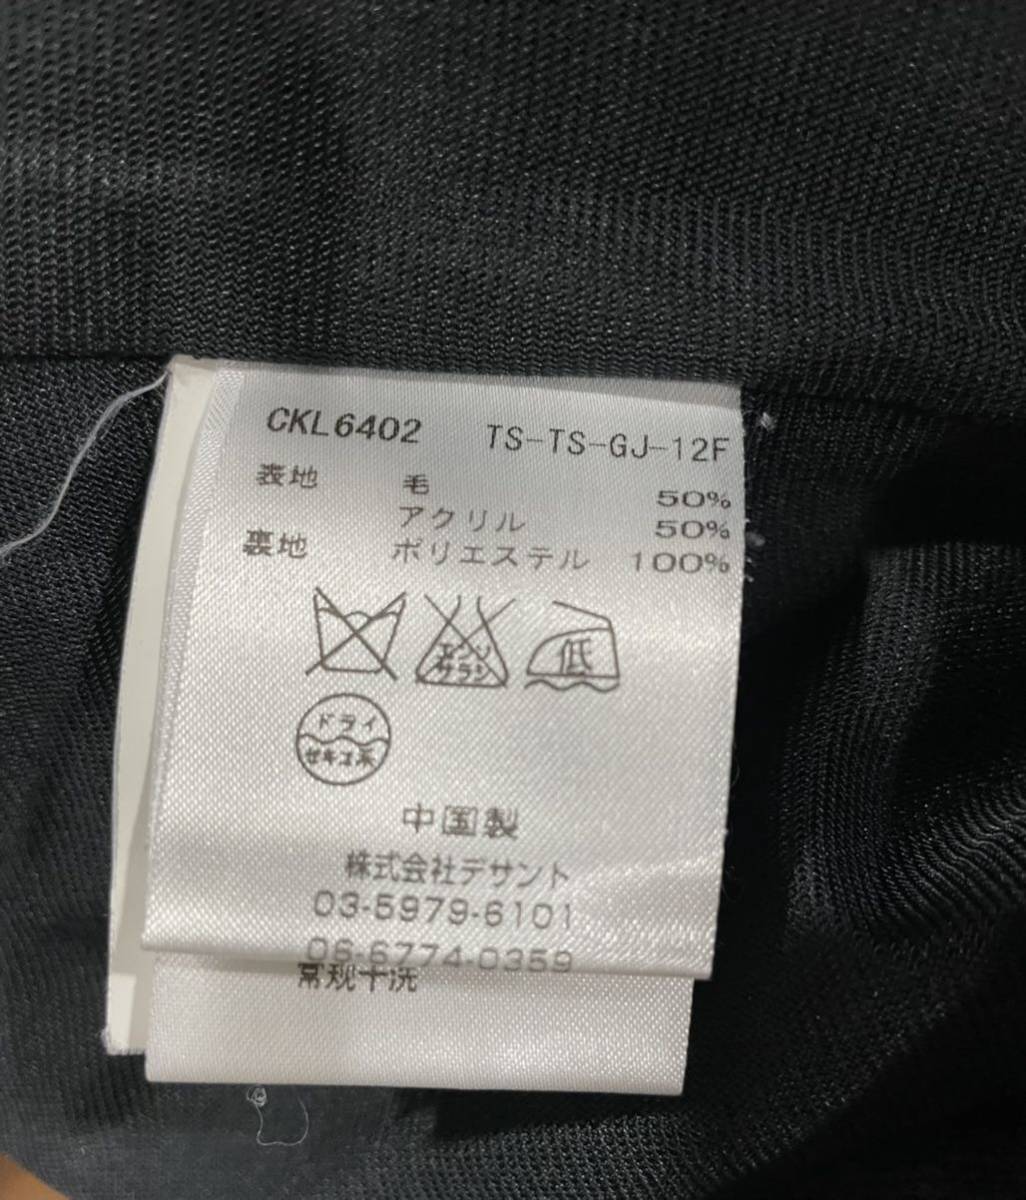 CKL6402 TS-TS-GJ-12F
表地 毛 50%
アクリル 50%
裏地 ポリエステル 100%
エンソ
サラシ
低
ドライ
セキユ系
中国製
株式会社デサント
03-5979-6101
06-6774-0359
常规干洗